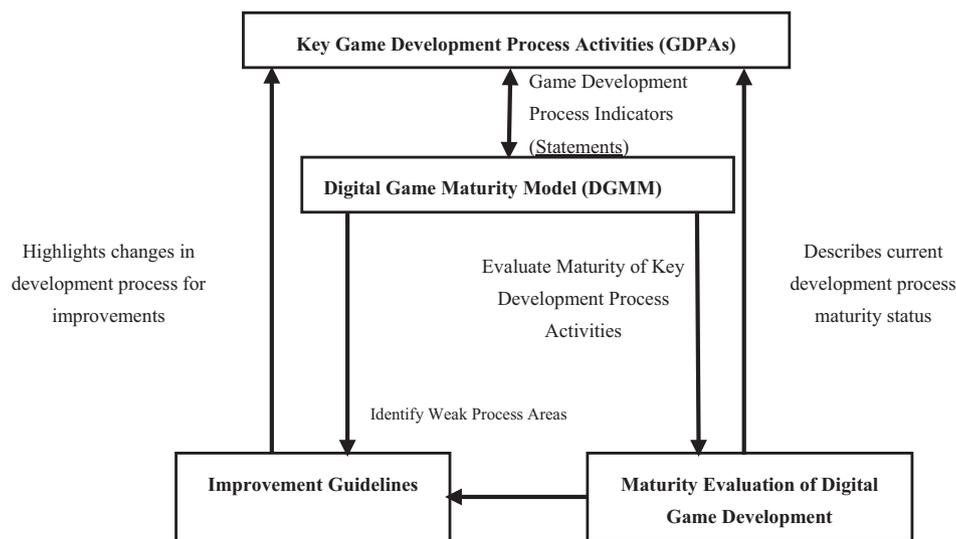 Key Game Development Process Activities (GDPAs)
Game Development
Process Indicators
(Statements)
Digital Game Maturity Model (DGMM)
Highlights changes in
development process for
improvements
Evaluate Maturity of Key
Development Process
Activities
Describes current
development process
maturity status
Identify Weak Process Areas
Improvement Guidelines
Maturity Evaluation of Digital
Game Development